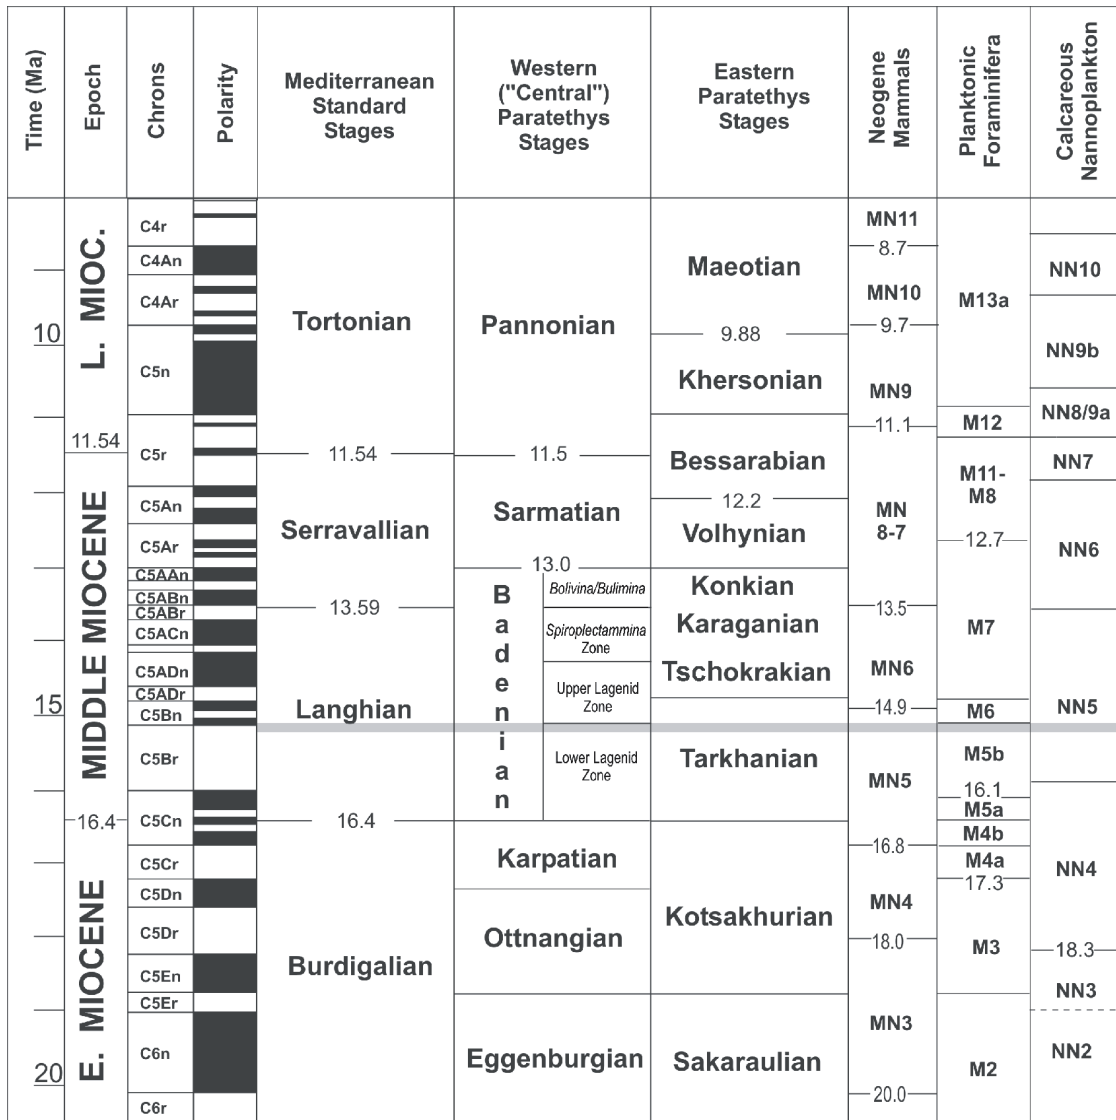 Time (Ma)
Epoch
Chrons
Polarity
Mediterranean
Standard
Stages
Western
("Central")
Paratethys
Stages
Eastern
Paratethys
Stages
Neogene
Mammals
Planktonic
Foraminifera
Calcareous
Nannoplankton
10
15
20
L. MIOC.
11.54
MIDDLE MIOCENE
16.4
E. MIOCENE
C4r
C4An
C4Ar
C5n
C5r
C5An
C5Ar
C5AAn
C5ABn
C5ABr
C5ACn
C5ADn
C5ADr
C5Bn
C5Br
C5Cn
C5Cr
C5Dn
C5Dr
C5En
C5Er
C6n
C6r
Tortonian
11.54
Serravallian
13.59
Langhian
16.4
Burdigalian
Pannonian
11.5
Sarmatian
13.0
Badenian
Bolivina/Bulimina
Spiroplectammina
Zone
Upper Lagenid
Zone
Lower Lagenid
Zone
Karpatian
Ottnangian
Eggenburgian
Maeotian
9.88
Khersonian
Bessarabian
12.2
Volhynian
Konkian
Karaganian
Tschokrakian
Tarkhanian
Kotsakhurian
Sakaraulian
MN11
8.7
MN10
9.7
MN9
11.1
MN
8-7
13.5
MN6
14.9
MN5
16.8
MN4
18.0
MN3
20.0
M13a
M12
M11-
M8
12.7
M7
M6
M5b
16.1
M5a
M4b
M4a
17.3
M3
M2
NN10
NN9b
NN8/9a
NN7
NN6
NN5
NN4
18.3
NN3
NN2